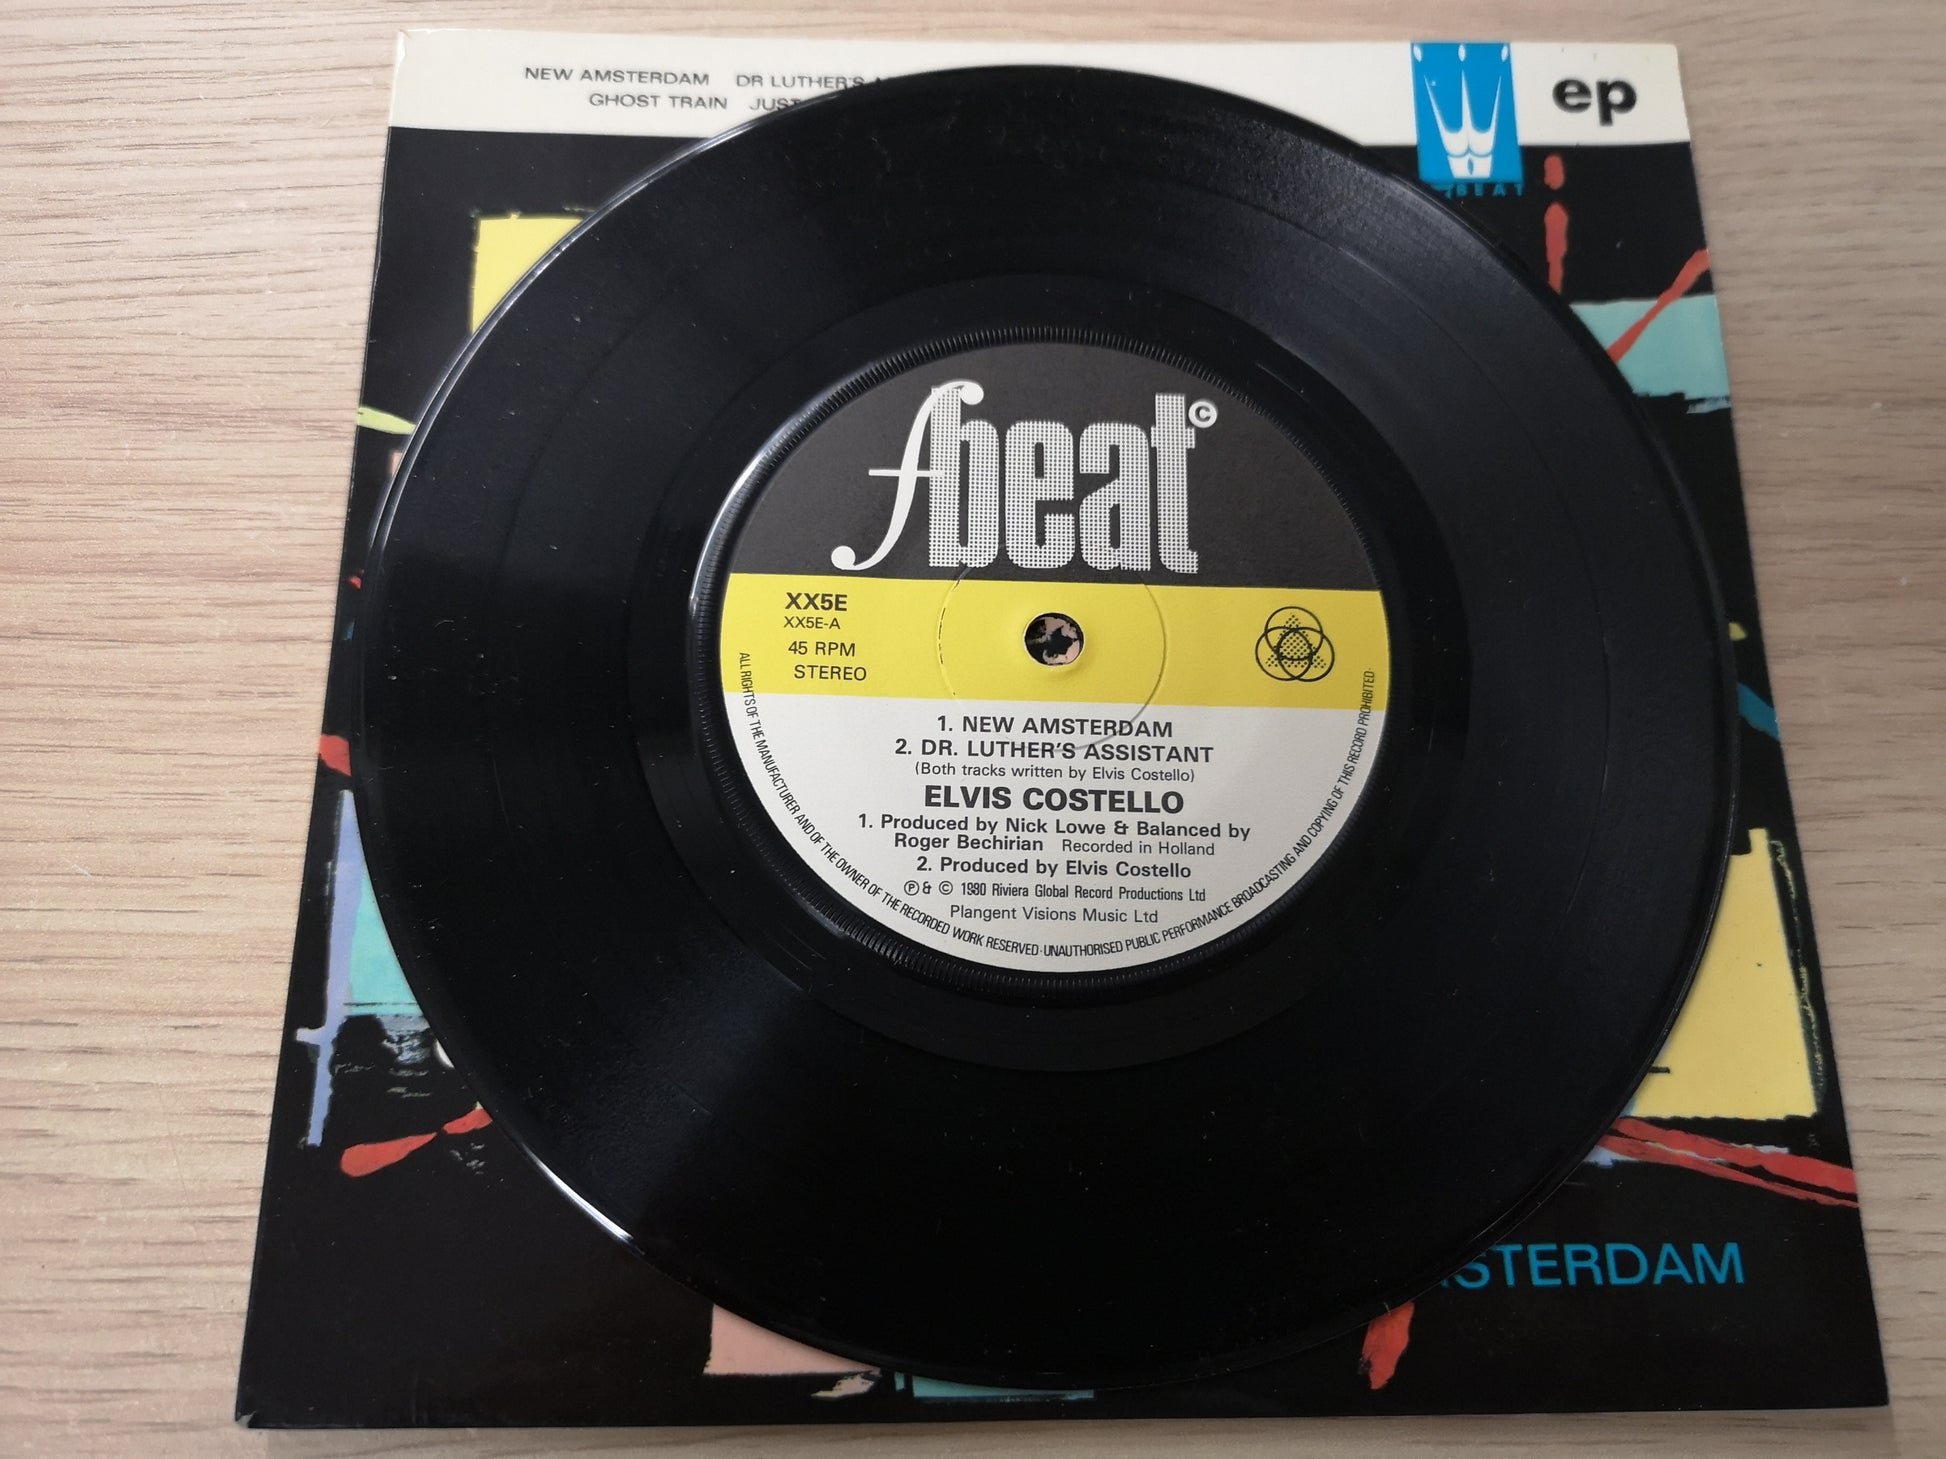 NEW AMSTERDAM DR LUTHER'S
GHOST TRAIN JUST
ep
BEAT
fbeat©
XX5E
XX5E-A
45 RPM
STEREO
1. NEW AMSTERDAM
2. DR. LUTHER'S ASSISTANT
(Both tracks written by Elvis Costello)
ELVIS COSTELLO
1. Produced by Nick Lowe & Balanced by
Roger Bechirian Recorded in Holland
2. Produced by Elvis Costello
℗ & © 1980 Riviera Global Record Productions Ltd
Plangent Visions Music Ltd
ALL RIGHTS OF THE MANUFACTURER AND OF THE OWNER OF THE RECORDED WORK RESERVED · UNAUTHORISED PUBLIC PERFORMANCE BROADCASTING AND COPYING OF THIS RECORD PROHIBITED ·
STERDAM